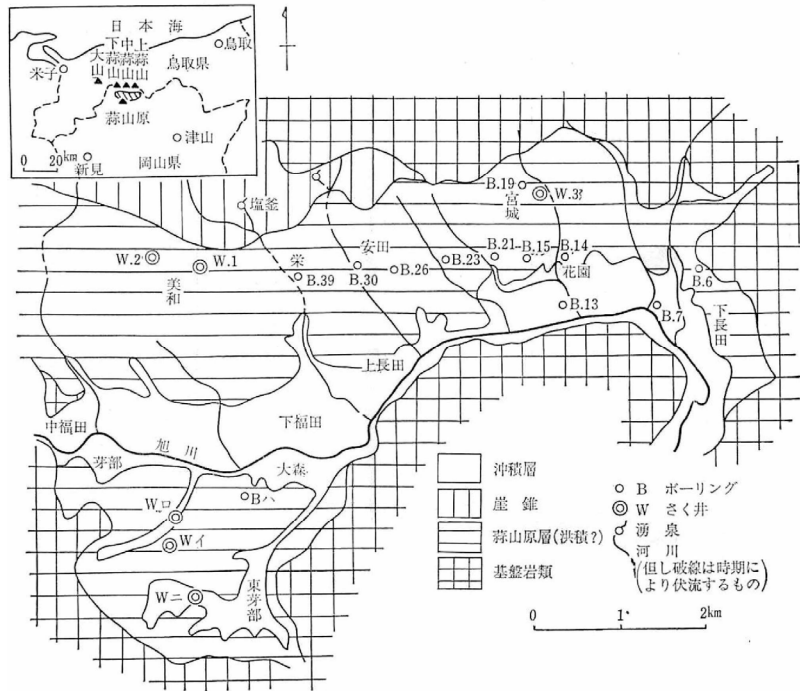 日本海
鳥取
下中上
大蒜蒜蒜
山山山山
米子
鳥取県
蒜山原
津山
0 20km
新見
岡山県
塩釜
B.19
W.3
宮城
W.2
W.1
美和
栄
B.39
安田
B.30
B.26
B.23
B.21
B.15
B.14
花園
B.13
B.7
B.6
下長田
上長田
中福田
下福田
旭川
茅部
大森
Bハ
Wロ
Wイ
Wニ
東茅部
沖積層
崖錐
蒜山原層(洪積?)
基盤岩類
B ボーリング
W さく井
湧泉
河川
(但し破線は時期に
より伏流するもの)
0 1 2km